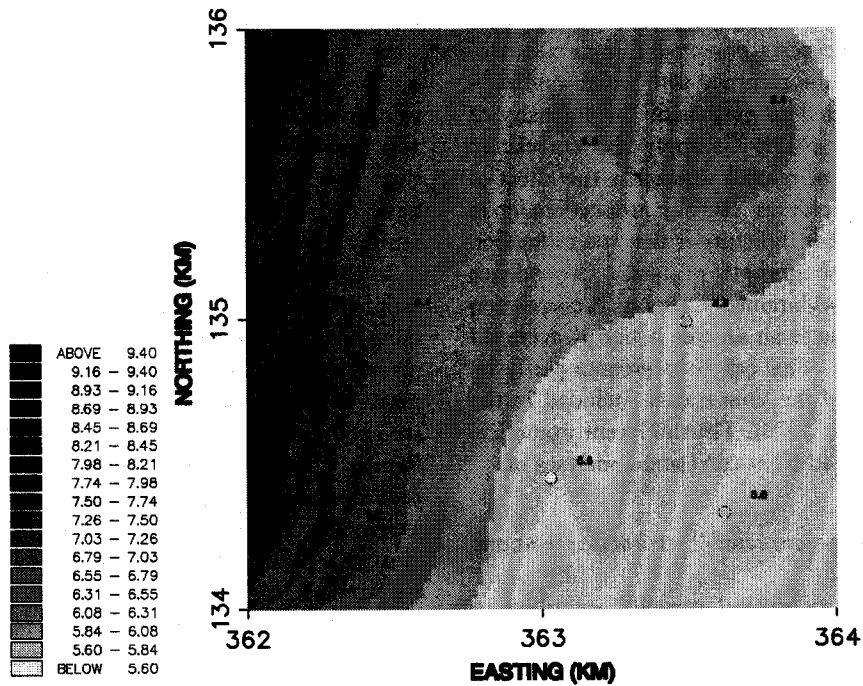 136
135
134
362
363
364
NORTHING (KM)
EASTING (KM)
ABOVE 9.40
9.16 – 9.40
8.93 – 9.16
8.69 – 8.93
8.45 – 8.69
8.21 – 8.45
7.98 – 8.21
7.74 – 7.98
7.50 – 7.74
7.26 – 7.50
7.03 – 7.26
6.79 – 7.03
6.55 – 6.79
6.31 – 6.55
6.08 – 6.31
5.84 – 6.08
5.60 – 5.84
BELOW 5.60